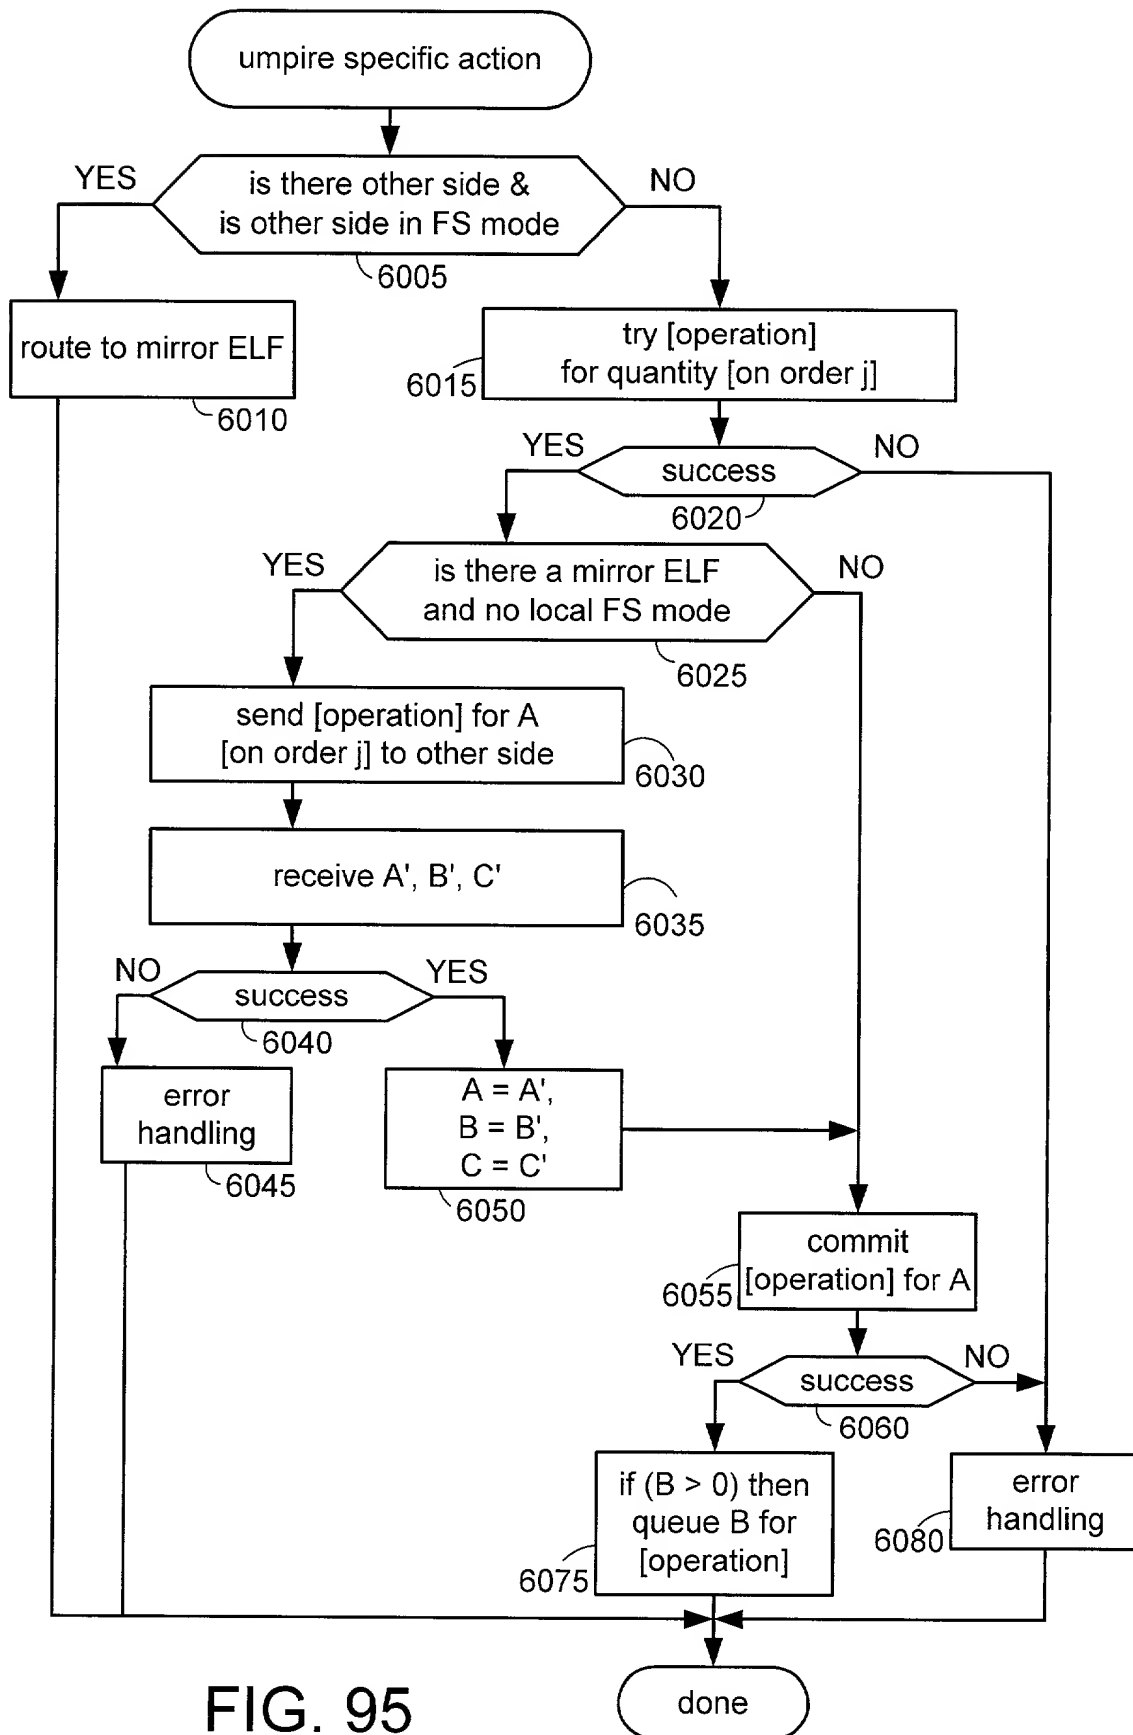 umpire specific action
YES
is there other side &
is other side in FS mode
NO
6005
route to mirror ELF
6010
try [operation]
for quantity [on order j]
6015
YES
success
NO
6020
YES
is there a mirror ELF
and no local FS mode
NO
6025
send [operation] for A
[on order j] to other side
6030
receive A', B', C'
6035
NO
success
YES
6040
error
handling
6045
A = A',
B = B',
C = C'
6050
commit
[operation] for A
6055
YES
success
NO
6060
if (B > 0) then
queue B for
[operation]
6075
error
handling
6080
done
FIG. 95